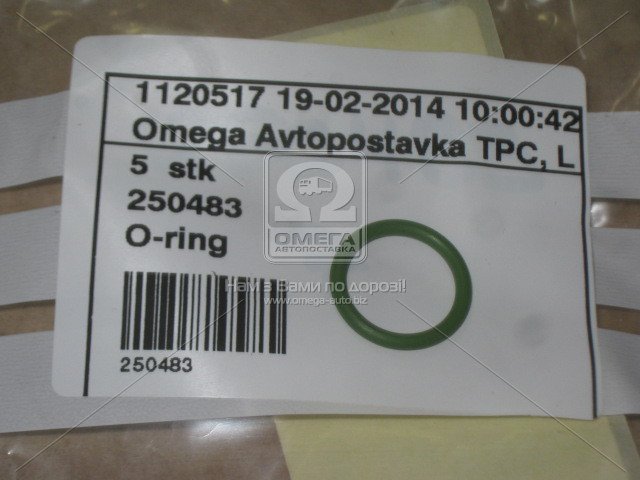 1120517 19-02-2014 10:00:42
Omega Avtopostavka TPC, L
5 stk
250483
O-ring
ΩMEГA
АВТОПОСТАВКА
Нам з Вами по дорозі!
www.omega-auto.biz
250483